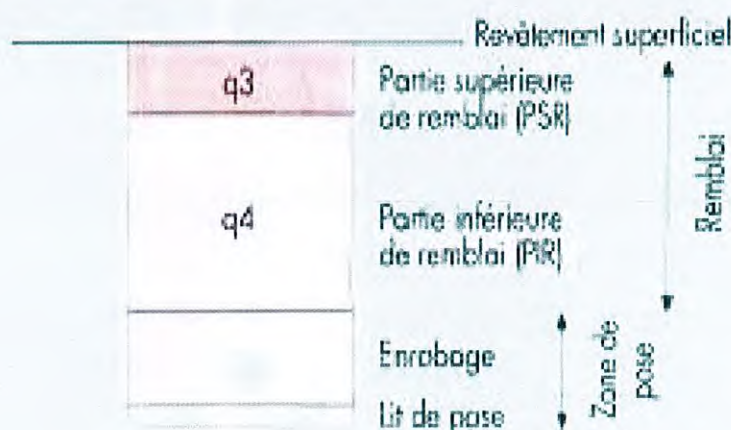 Revêtement superficiel
q3
Partie supérieure
de remblai (PSR)
Remblai
q4
Partie inférieure
de remblai (PIR)
Enrobage
Zone de
pose
Lit de pose